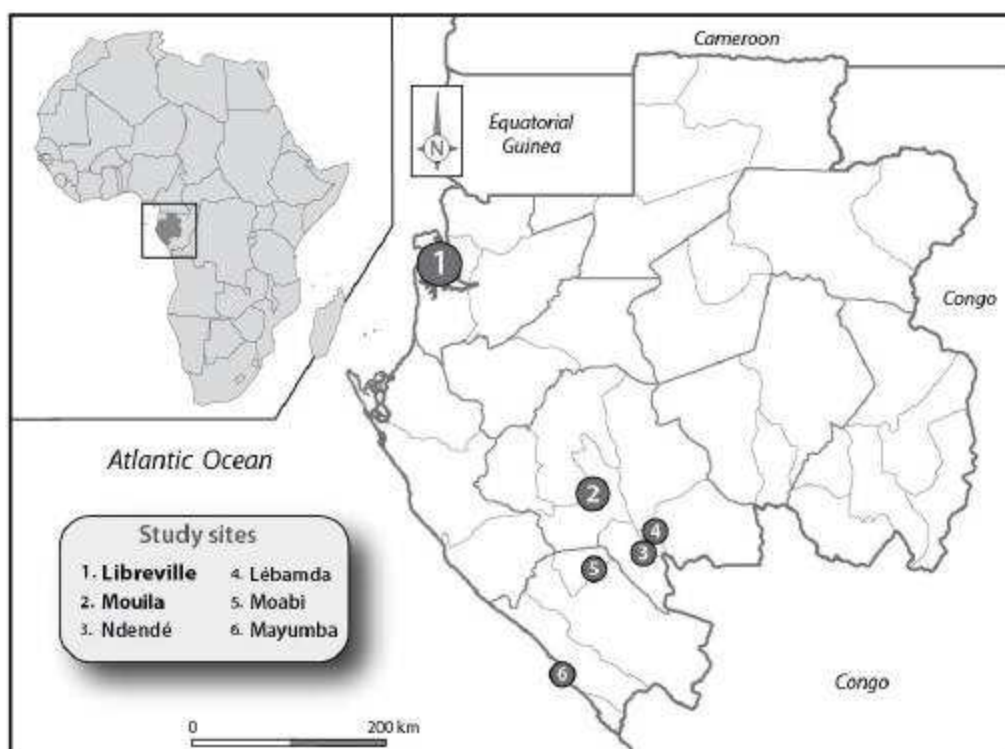 Cameroon
Equatorial
Guinea
N
1
Congo
Atlantic Ocean
2
4
3
5
6
Congo
Study sites
1. Libreville
2. Mouila
3. Ndendé
4. Lébamda
5. Moabi
6. Mayumba
0 200 km